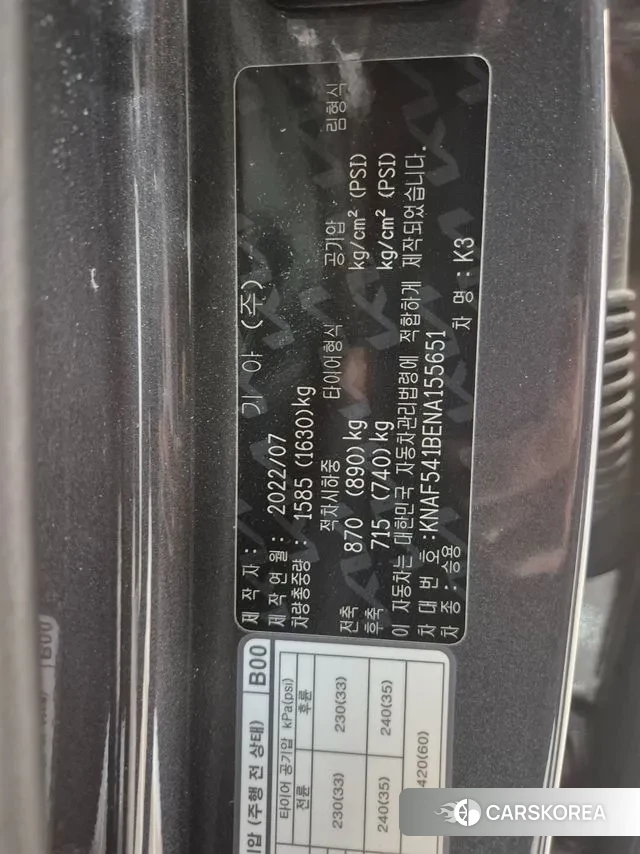 제 작 자 : 기 아 (주)
제 작 연 월 : 2022/07
차량총중량 : 1585 (1630)kg
적차시하중 타이어형식 공기압 림형식
전축 870 (890)kg kg/cm² (PSI)
후축 715 (740)kg kg/cm² (PSI)
이 자동차는 대한민국 자동차관리법령에 적합하게 제작되었습니다.
차 대 번 호 :KNAF541BENA155651
차 종 : 승용 차 명 : K3
(주행 전 상태) B00
타이어 공기압 kPa(psi)
전륜 후륜
230(33) 230(33)
240(35) 240(35)
420(60)
B00
CARSKOREA